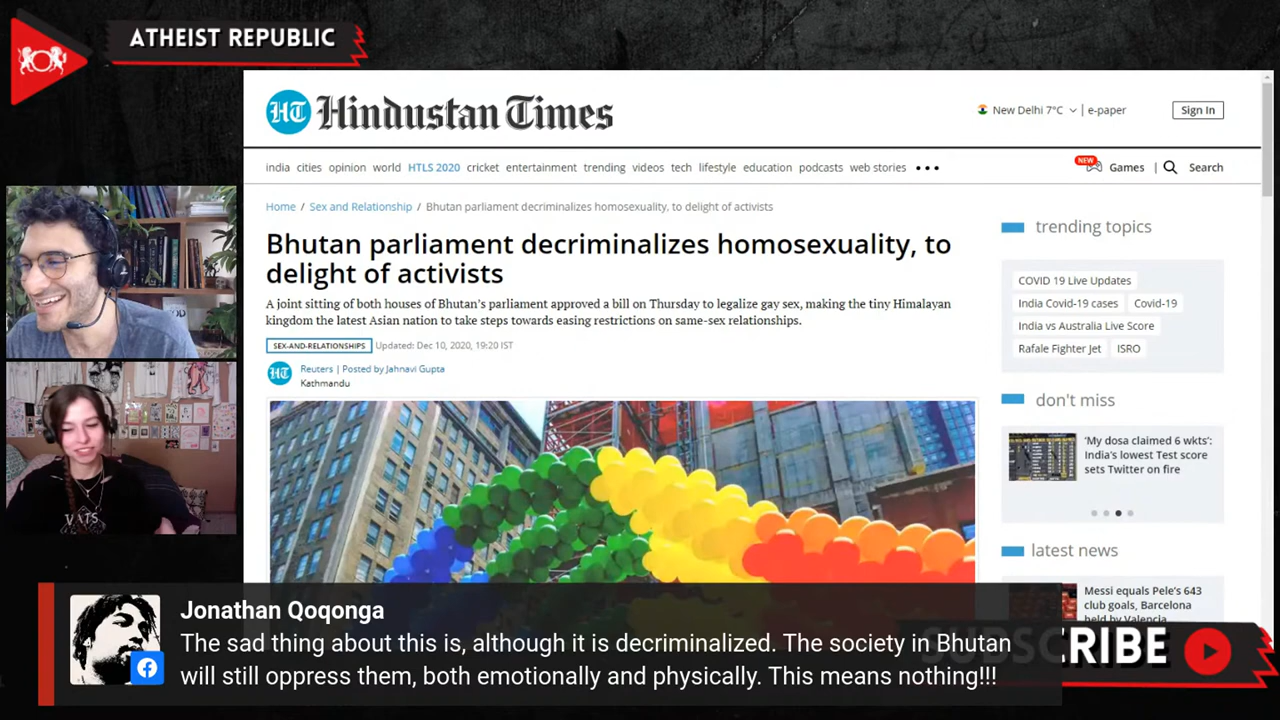 ATHEIST REPUBLIC
HT Hindustan Times
New Delhi 7°C
e-paper
Sign In
india cities opinion world HTLS 2020 cricket entertainment trending videos tech lifestyle education podcasts web stories •••
NEW
Games
Search
Home / Sex and Relationship / Bhutan parliament decriminalizes homosexuality, to delight of activists
Bhutan parliament decriminalizes homosexuality, to
delight of activists
A joint sitting of both houses of Bhutan's parliament approved a bill on Thursday to legalize gay sex, making the tiny Himalayan
kingdom the latest Asian nation to take steps towards easing restrictions on same-sex relationships.
SEX-AND-RELATIONSHIPS Updated: Dec 10, 2020, 19:20 IST
HT
Reuters | Posted by Jahnavi Gupta
Kathmandu
trending topics
COVID 19 Live Updates
India Covid-19 cases Covid-19
India vs Australia Live Score
Rafale Fighter Jet ISRO
don't miss
'My dosa claimed 6 wkts':
India's lowest Test score
sets Twitter on fire
latest news
Messi equals Pele's 643
club goals, Barcelona
held by Valencia
SUBSCRIBE
Jonathan Qoqonga
The sad thing about this is, although it is decriminalized. The society in Bhutan
will still oppress them, both emotionally and physically. This means nothing!!!